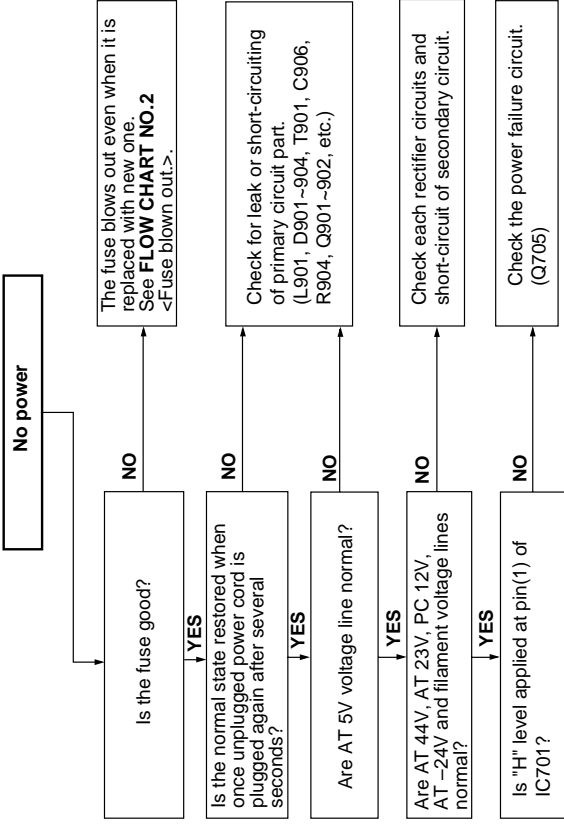 No power
Is the fuse good?
NO
The fuse blows out even when it is
replaced with new one.
See FLOW CHART NO.2
<Fuse blown out.>.
YES
Is the normal state restored when
once unplugged power cord is
plugged again after several
seconds?
NO
Check for leak or short-circuiting
of primary circuit part.
(L901, D901~904, T901, C906,
R904, Q901~902, etc.)
YES
Are AT 5V voltage line normal?
NO
YES
Are AT 44V, AT 23V, PC 12V,
AT –24V and filament voltage lines
normal?
NO
Check each rectifier circuits and
short-circuit of secondary circuit.
YES
Is "H" level applied at pin(1) of
IC701?
NO
Check the power failure circuit.
(Q705)